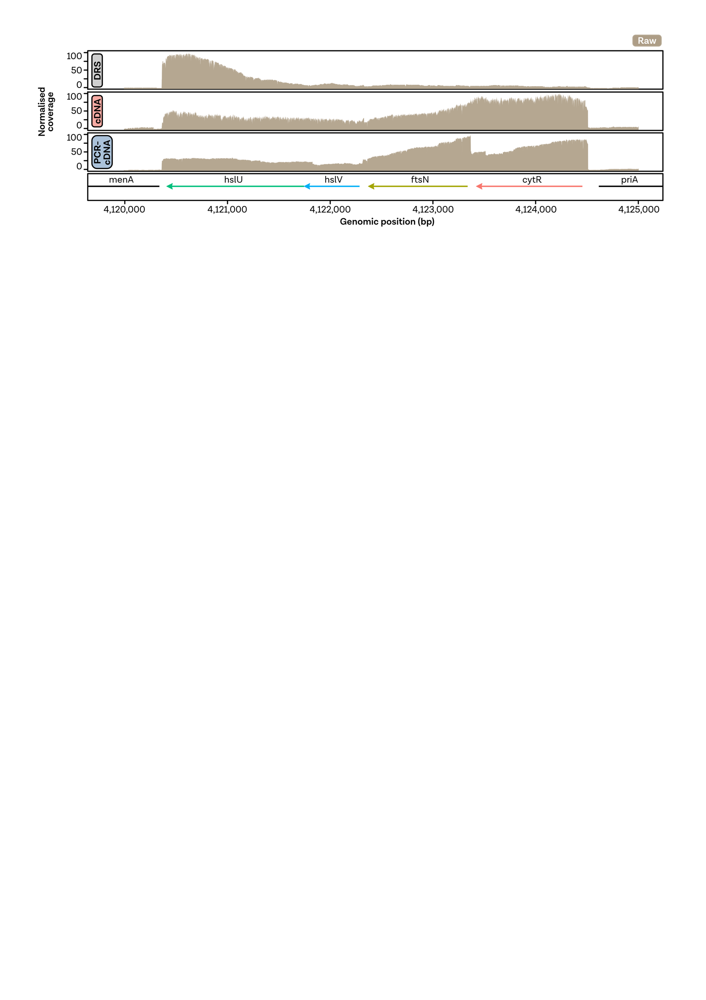 Raw
Normalised
coverage
100
50
0
DRS
100
50
0
cDNA
100
50
0
PCR-
cDNA
menA hslU hslV ftsN cytR priA
4,120,000 4,121,000 4,122,000 4,123,000 4,124,000 4,125,000
Genomic position (bp)